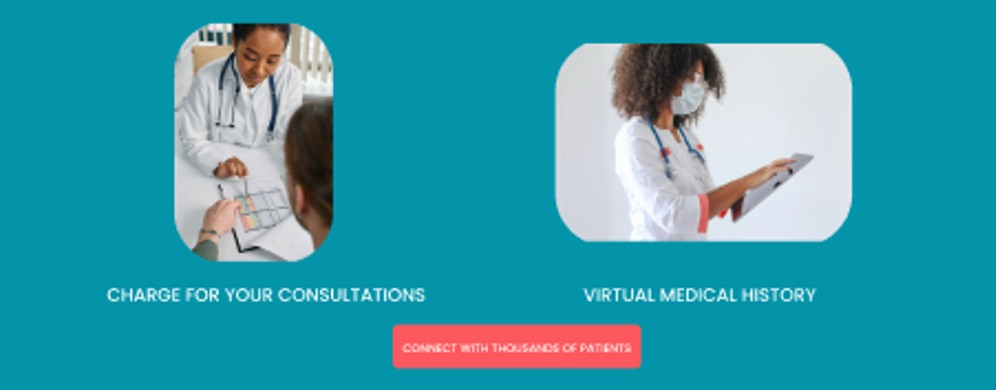 CHARGE FOR YOUR CONSULTATIONS
VIRTUAL MEDICAL HISTORY
CONNECT WITH THOUSANDS OF PATIENTS